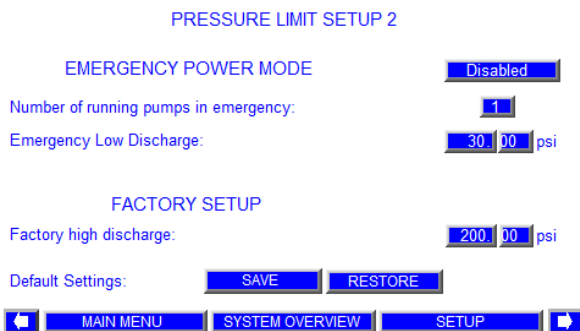 PRESSURE LIMIT SETUP 2
EMERGENCY POWER MODE Disabled
Number of running pumps in emergency: 1
Emergency Low Discharge: 30. 00 psi
FACTORY SETUP
Factory high discharge: 200. 00 psi
Default Settings: SAVE RESTORE
MAIN MENU SYSTEM OVERVIEW SETUP